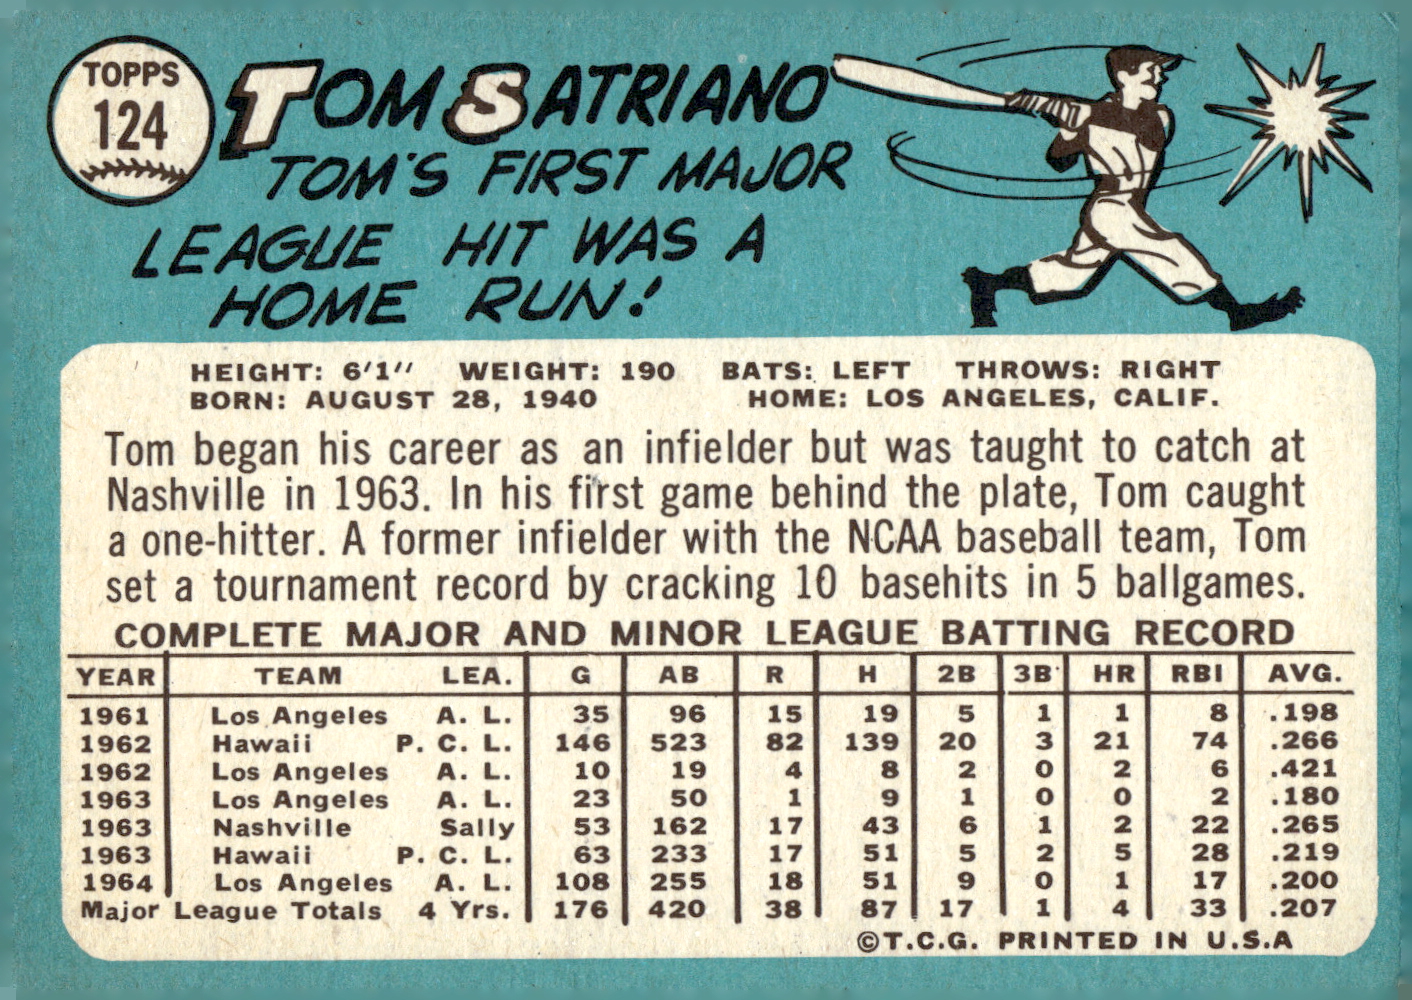 TOPPS
124
TOM SATRIANO
TOM'S FIRST MAJOR
LEAGUE HIT WAS A
HOME RUN!
HEIGHT: 6'1" WEIGHT: 190 BATS: LEFT THROWS: RIGHT
BORN: AUGUST 28, 1940 HOME: LOS ANGELES, CALIF.
Tom began his career as an infielder but was taught to catch at
Nashville in 1963. In his first game behind the plate, Tom caught
a one-hitter. A former infielder with the NCAA baseball team, Tom
set a tournament record by cracking 10 basehits in 5 ballgames.
COMPLETE MAJOR AND MINOR LEAGUE BATTING RECORD
YEAR TEAM LEA. G AB R H 2B 3B HR RBI AVG.
1961 Los Angeles A. L. 35 96 15 19 5 1 1 8 .198
1962 Hawaii P. C. L. 146 523 82 139 20 3 21 74 .266
1962 Los Angeles A. L. 10 19 4 8 2 0 2 6 .421
1963 Los Angeles A. L. 23 50 1 9 1 0 0 2 .180
1963 Nashville Sally 53 162 17 43 6 1 2 22 .265
1963 Hawaii P. C. L. 63 233 17 51 5 2 5 28 .219
1964 Los Angeles A. L. 108 255 18 51 9 0 1 17 .200
Major League Totals 4 Yrs. 176 420 38 87 17 1 4 33 .207
©T.C.G. PRINTED IN U.S.A